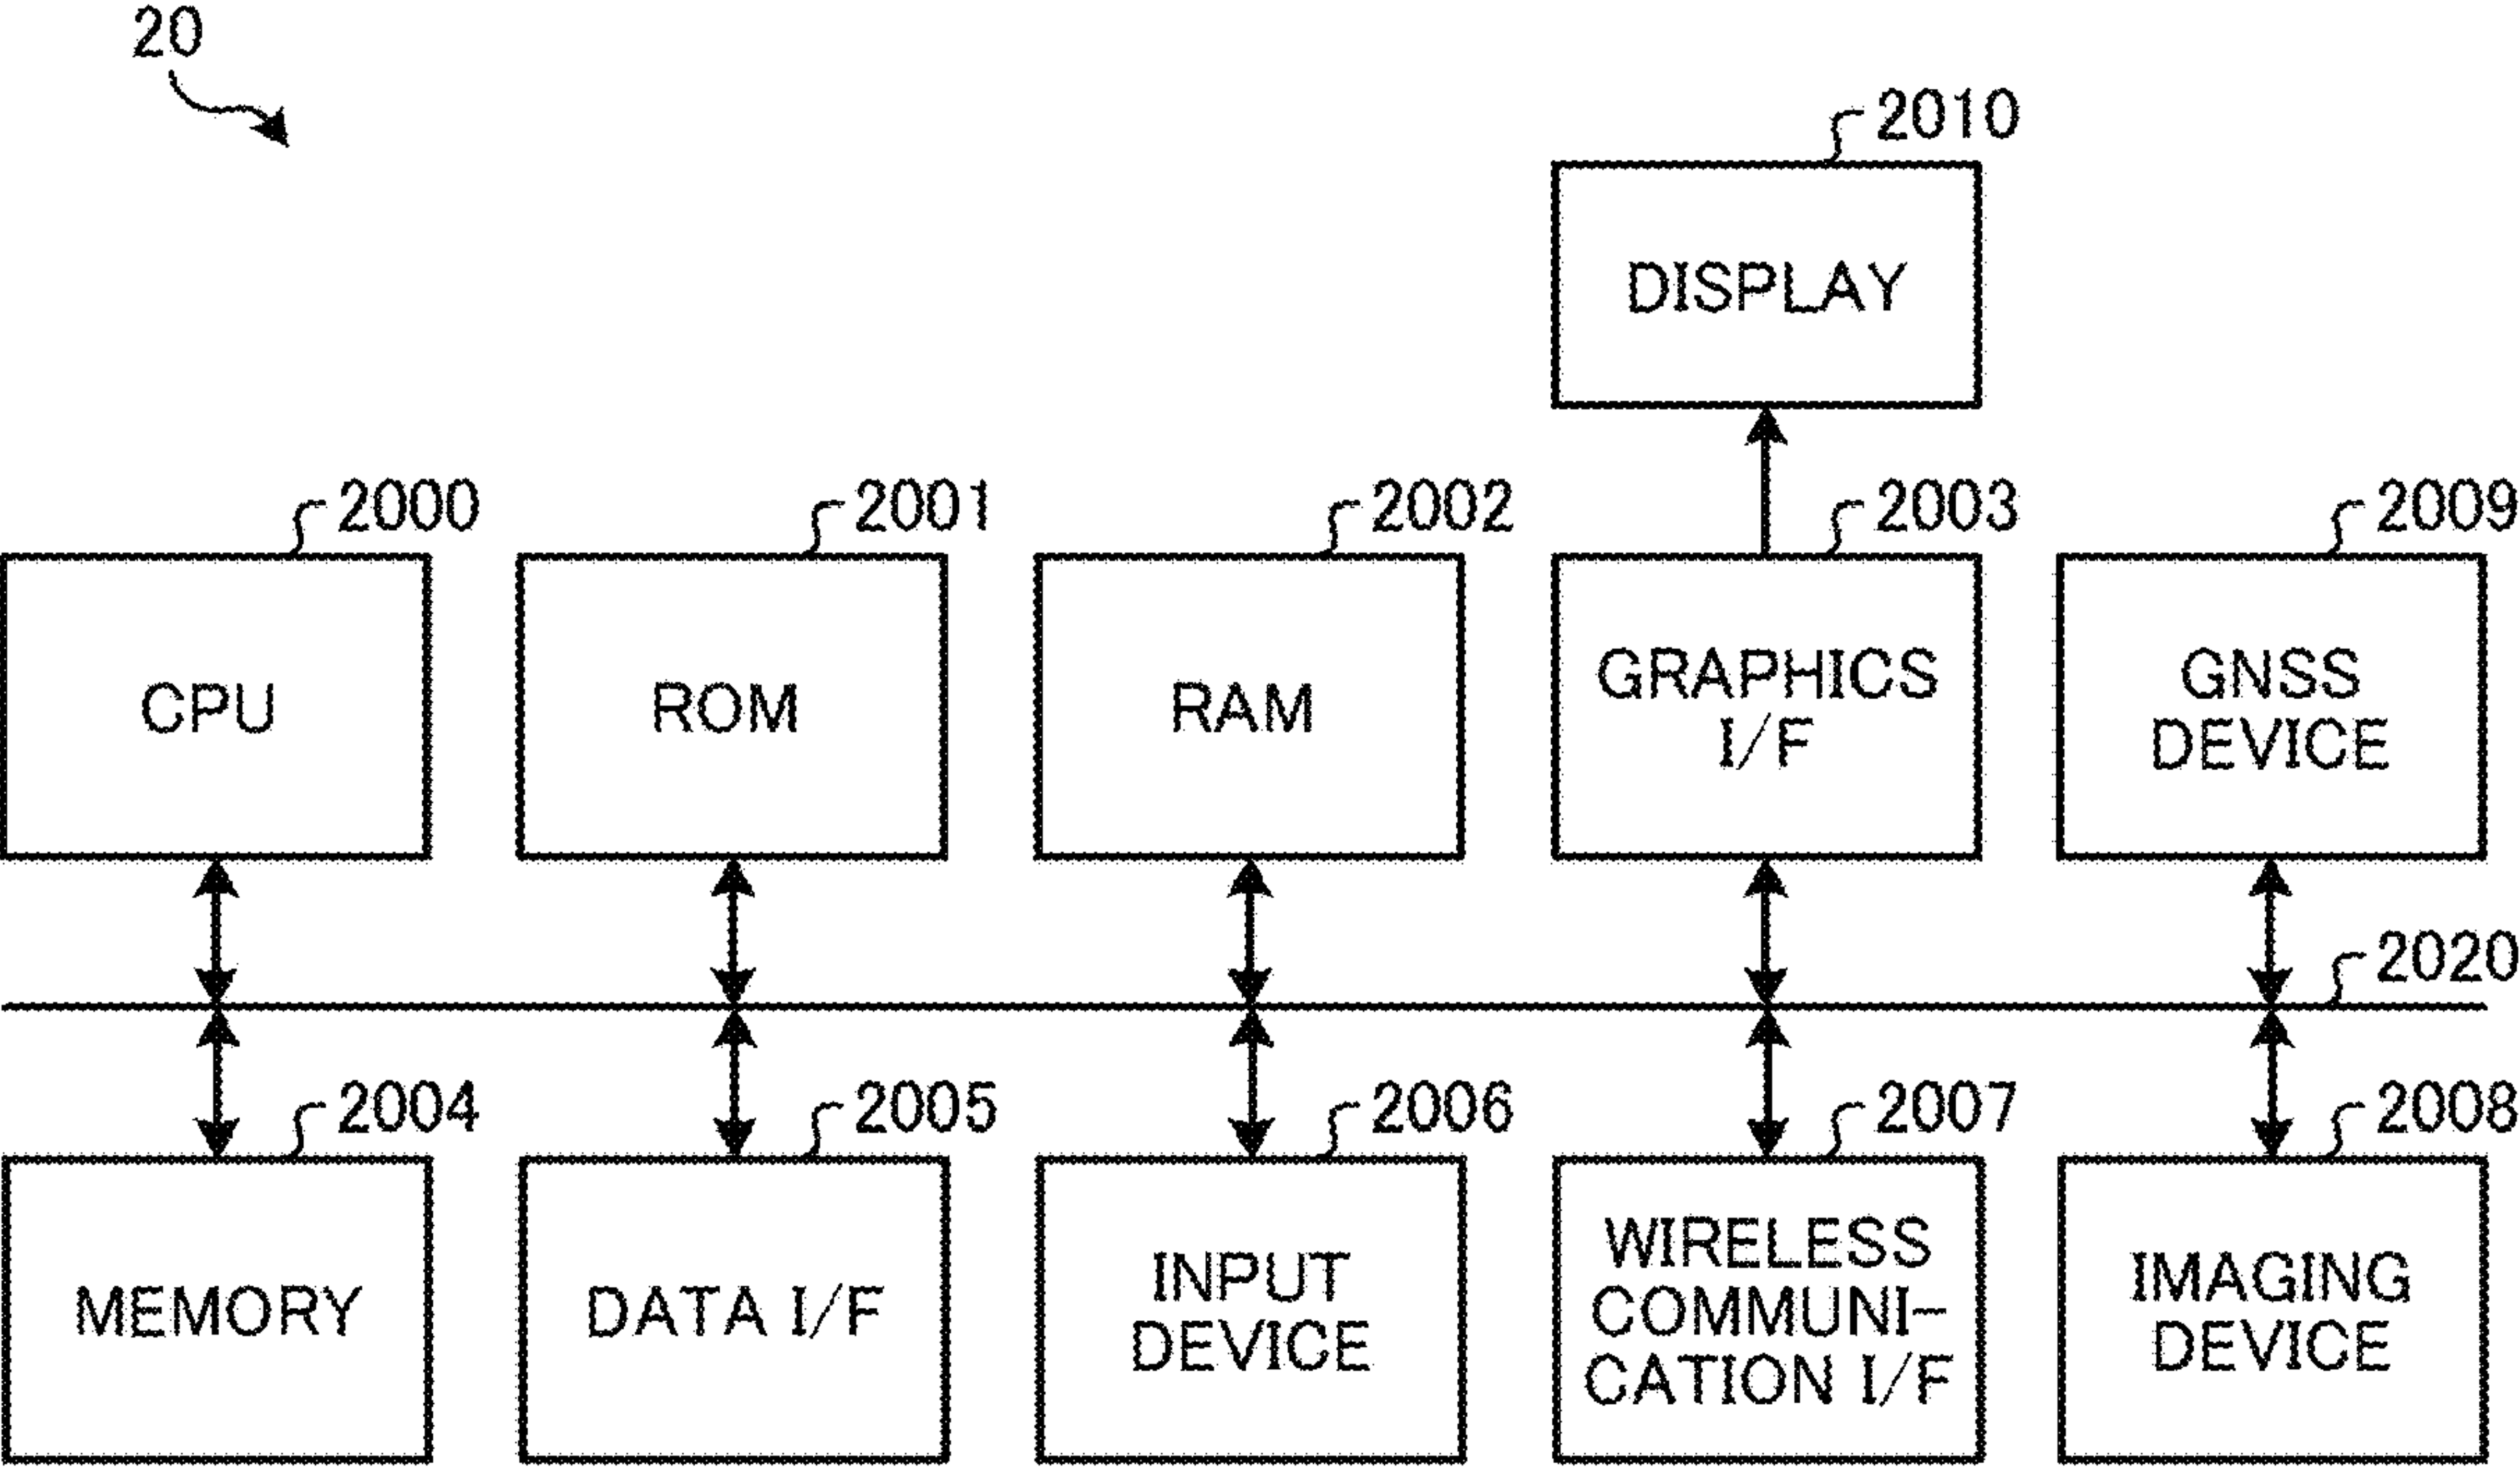 20
2010
DISPLAY
2000
2001
2002
2003
2009
CPU
ROM
RAM
GRAPHICS
I/F
GNSS
DEVICE
2020
2004
2005
2006
2007
2008
MEMORY
DATA I/F
INPUT
DEVICE
WIRELESS
COMMUNI-
CATION I/F
IMAGING
DEVICE